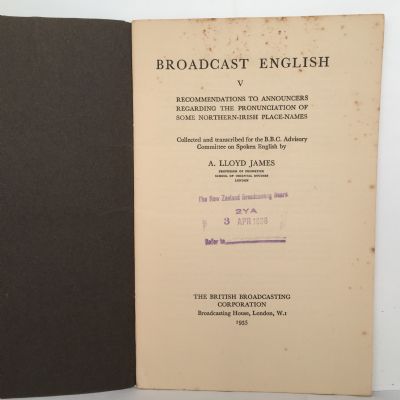 BROADCAST ENGLISH
V
RECOMMENDATIONS TO ANNOUNCERS
REGARDING THE PRONUNCIATION OF
SOME NORTHERN-IRISH PLACE-NAMES
Collected and transcribed for the B.B.C. Advisory
Committee on Spoken English by
A. LLOYD JAMES
PROFESSOR OF PHONETICS
SCHOOL OF ORIENTAL STUDIES
LONDON
The New Zealand Broadcasting Board
2YA
3 APR 1936
Refer to
THE BRITISH BROADCASTING
CORPORATION
Broadcasting House, London, W.1
1935